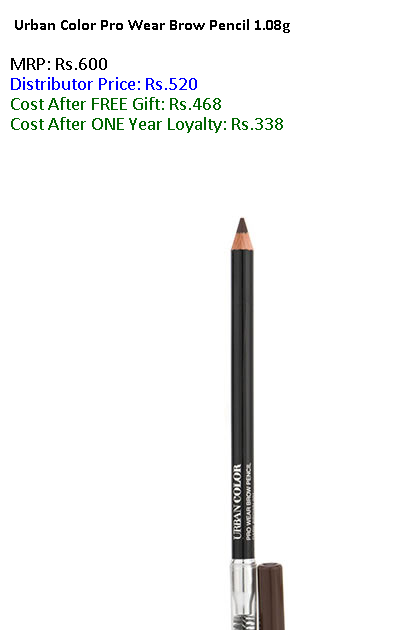 Urban Color Pro Wear Brow Pencil 1.08g
MRP: Rs.600
Distributor Price: Rs.520
Cost After FREE Gift: Rs.468
Cost After ONE Year Loyalty: Rs.338
URBAN COLOR
PRO WEAR BROW PENCIL